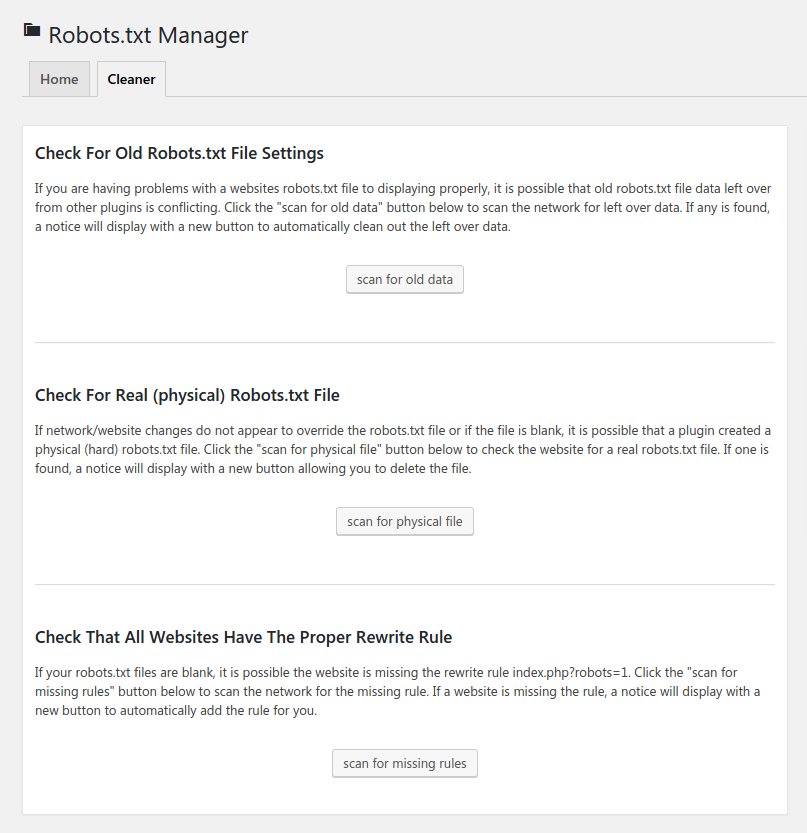 Robots.txt Manager
Home
Cleaner
Check For Old Robots.txt File Settings
If you are having problems with a websites robots.txt file to displaying properly, it is possible that old robots.txt file data left over
from other plugins is conflicting. Click the "scan for old data" button below to scan the network for left over data. If any is found,
a notice will display with a new button to automatically clean out the left over data.
scan for old data
Check For Real (physical) Robots.txt File
If network/website changes do not appear to override the robots.txt file or if the file is blank, it is possible that a plugin created a
physical (hard) robots.txt file. Click the "scan for physical file" button below to check the website for a real robots.txt file. If one is
found, a notice will display with a new button allowing you to delete the file.
scan for physical file
Check That All Websites Have The Proper Rewrite Rule
If your robots.txt files are blank, it is possible the website is missing the rewrite rule index.php?robots=1. Click the "scan for
missing rules" button below to scan the network for the missing rule. If a website is missing the rule, a notice will display with a
new button to automatically add the rule for you.
scan for missing rules